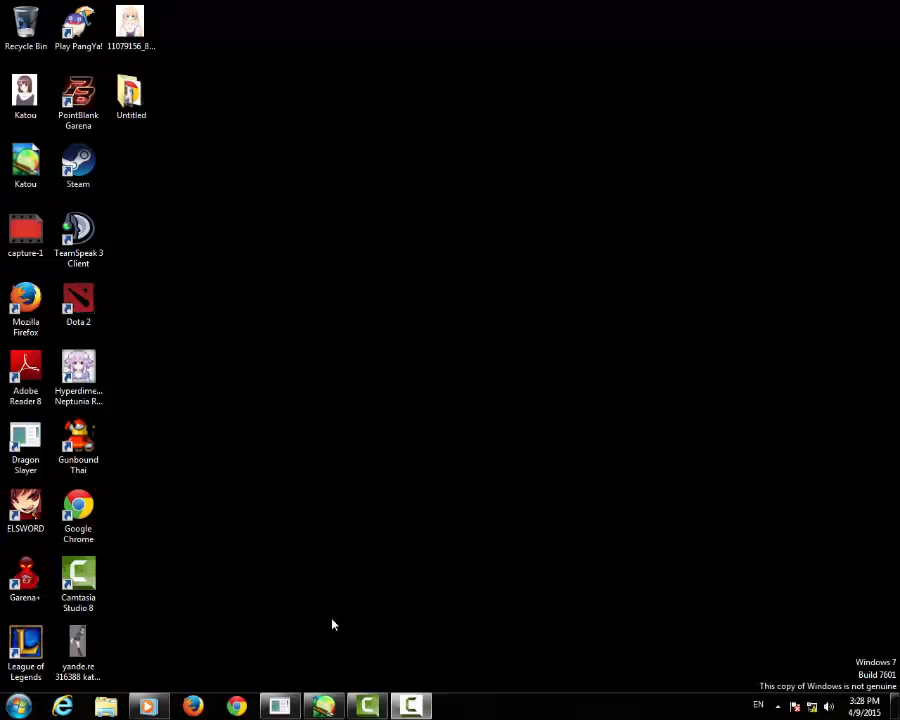 Recycle Bin
Play PangYa!
11079156_8...
Katou
PointBlank
Garena
Untitled
Katou
Steam
capture-1
TeamSpeak 3
Client
Mozilla
Firefox
Dota 2
Adobe
Reader 8
Hyperdime...
Neptunia R...
Dragon
Slayer
Gunbound
Thai
ELSWORD
Google
Chrome
Garena+
Camtasia
Studio 8
League of
Legends
yande.re
316388 kat...
Windows 7
Build 7601
This copy of Windows is not genuine
EN
3:28 PM
4/9/2015